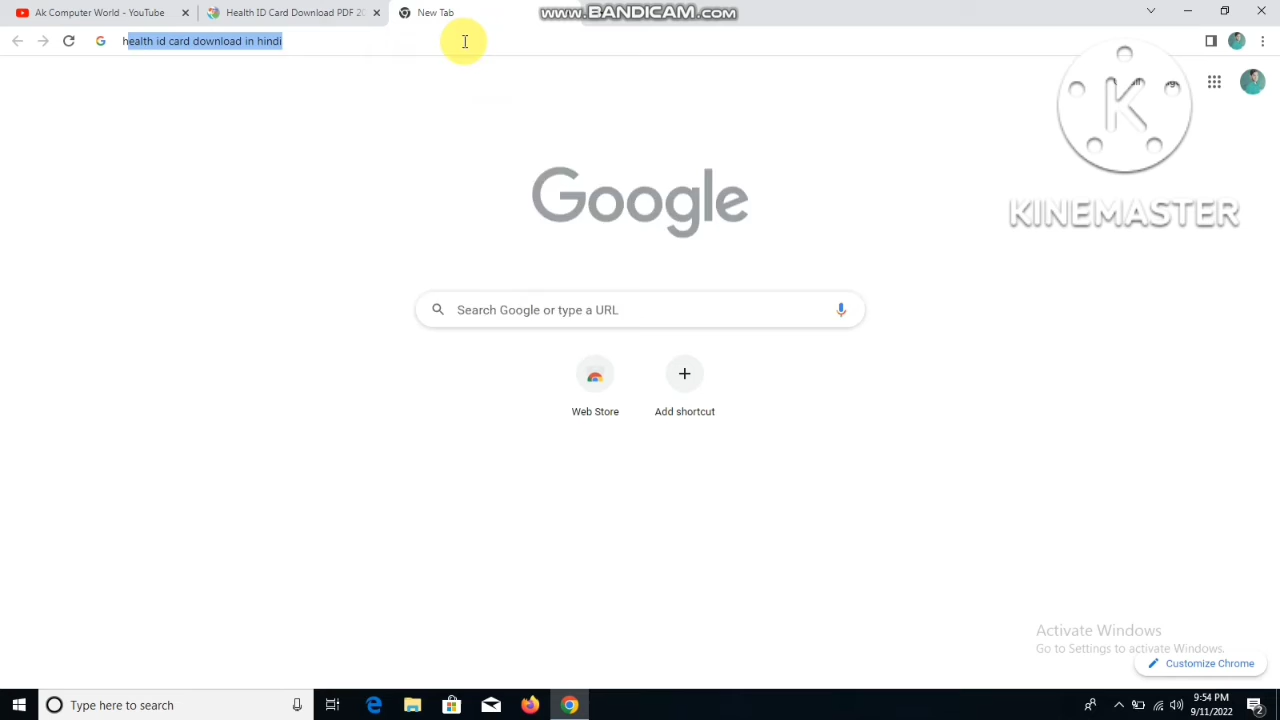 Ak Computer World - YouTube
Health ID Card Download PDF 20
New Tab
www.BANDICAM.com
health id card download in hindi
KINEMASTER
Google
Search Google or type a URL
Web Store
Add shortcut
Activate Windows
Go to Settings to activate Windows.
Customize Chrome
Type here to search
9:54 PM
9/11/2022
2